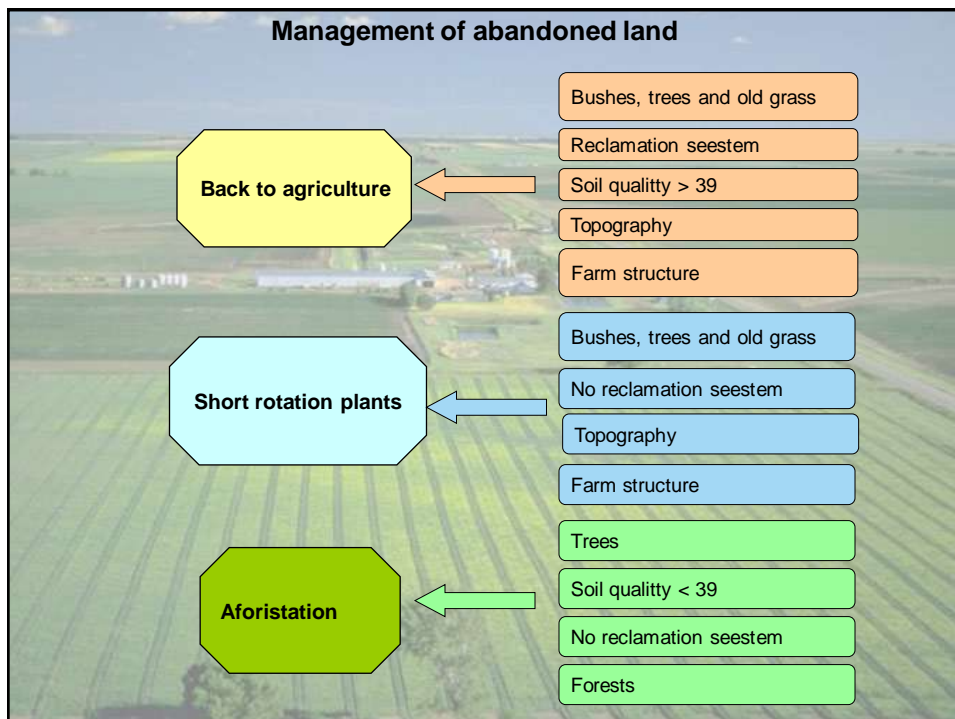 Management of abandoned land
Back to agriculture
Bushes, trees and old grass
Reclamation seestem
Soil qualitty > 39
Topography
Farm structure
Short rotation plants
Bushes, trees and old grass
No reclamation seestem
Topography
Farm structure
Aforistation
Trees
Soil qualitty < 39
No reclamation seestem
Forests